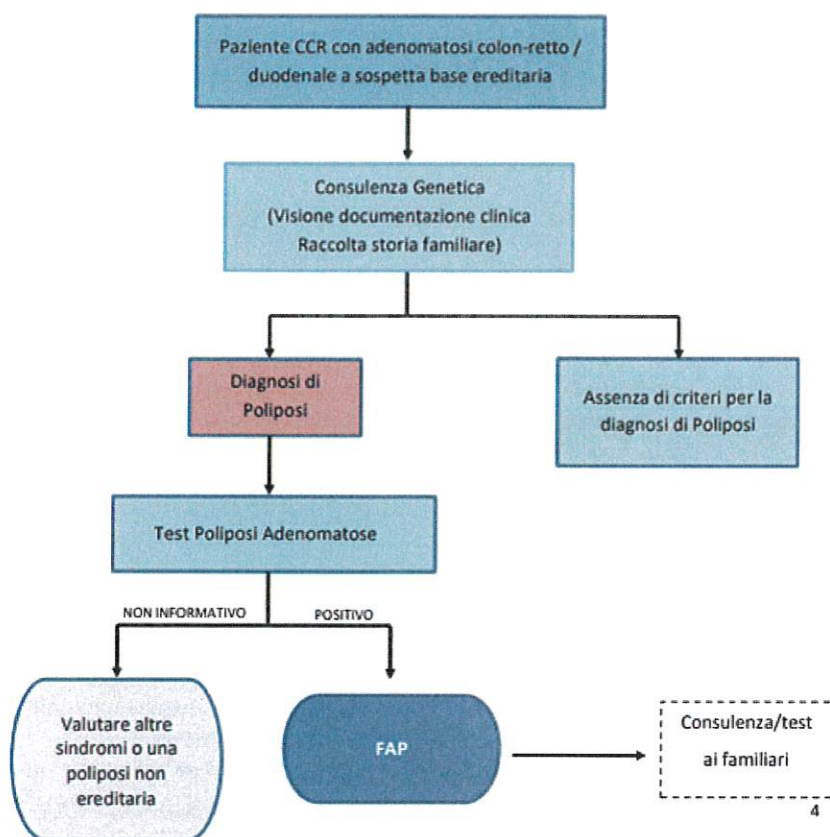 Paziente CCR con adenomatosi colon-retto /
duodenale a sospetta base ereditaria
Consulenza Genetica
(Visione documentazione clinica
Raccolta storia familiare)
Diagnosi di
Poliposi
Assenza di criteri per la
diagnosi di Poliposi
Test Poliposi Adenomatose
NON INFORMATIVO
POSITIVO
Valutare altre
sindromi o una
poliposi non
ereditaria
FAP
Consulenza/test
ai familiari
4